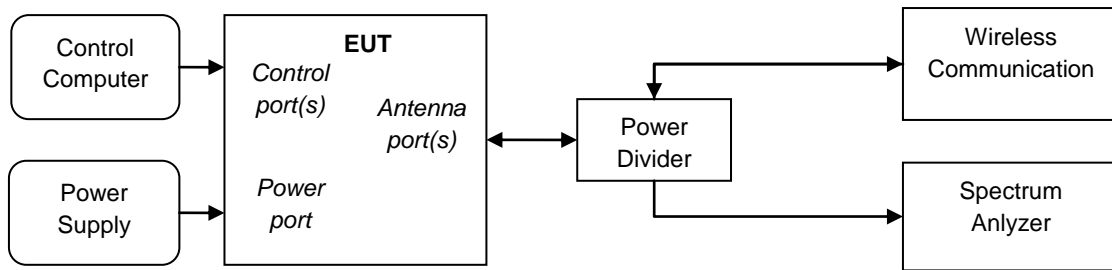 Control
Computer
Power
Supply
EUT
Control
port(s)
Antenna
port(s)
Power
port
Power
Divider
Wireless
Communication
Spectrum
Anlyzer